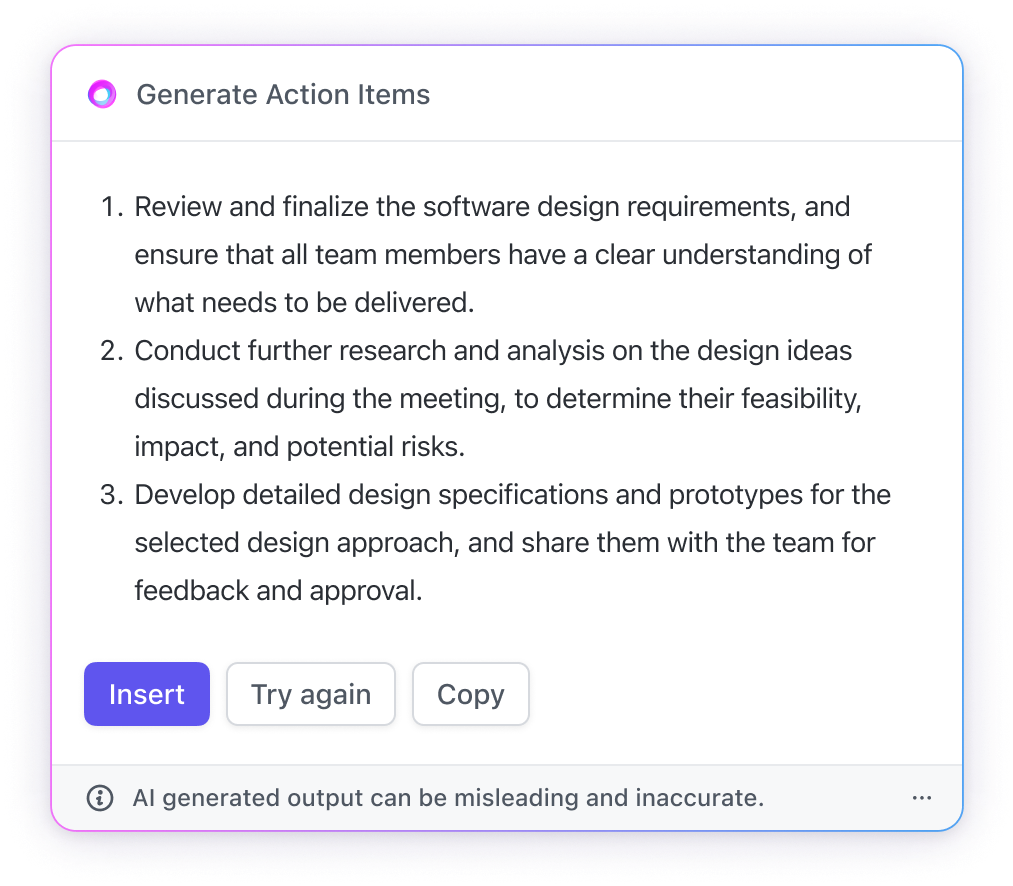 Generate Action Items
1. Review and finalize the software design requirements, and
ensure that all team members have a clear understanding of
what needs to be delivered.
2. Conduct further research and analysis on the design ideas
discussed during the meeting, to determine their feasibility,
impact, and potential risks.
3. Develop detailed design specifications and prototypes for the
selected design approach, and share them with the team for
feedback and approval.
Insert Try again Copy
AI generated output can be misleading and inaccurate.